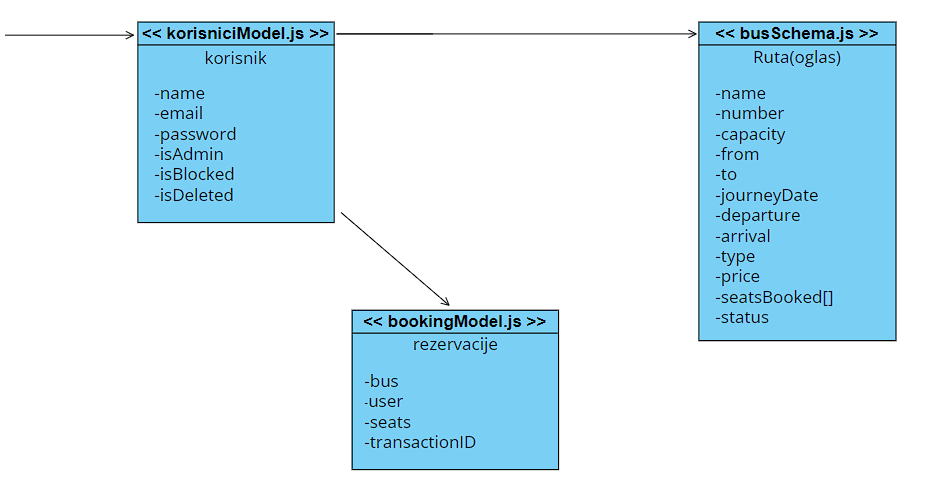 << korisniciModel.js >>
korisnik
-name
-email
-password
-isAdmin
-isBlocked
-isDeleted
<< busSchema.js >>
Ruta(oglas)
-name
-number
-capacity
-from
-to
-journeyDate
-departure
-arrival
-type
-price
-seatsBooked[]
-status
<< bookingModel.js >>
rezervacije
-bus
-user
-seats
-transactionID